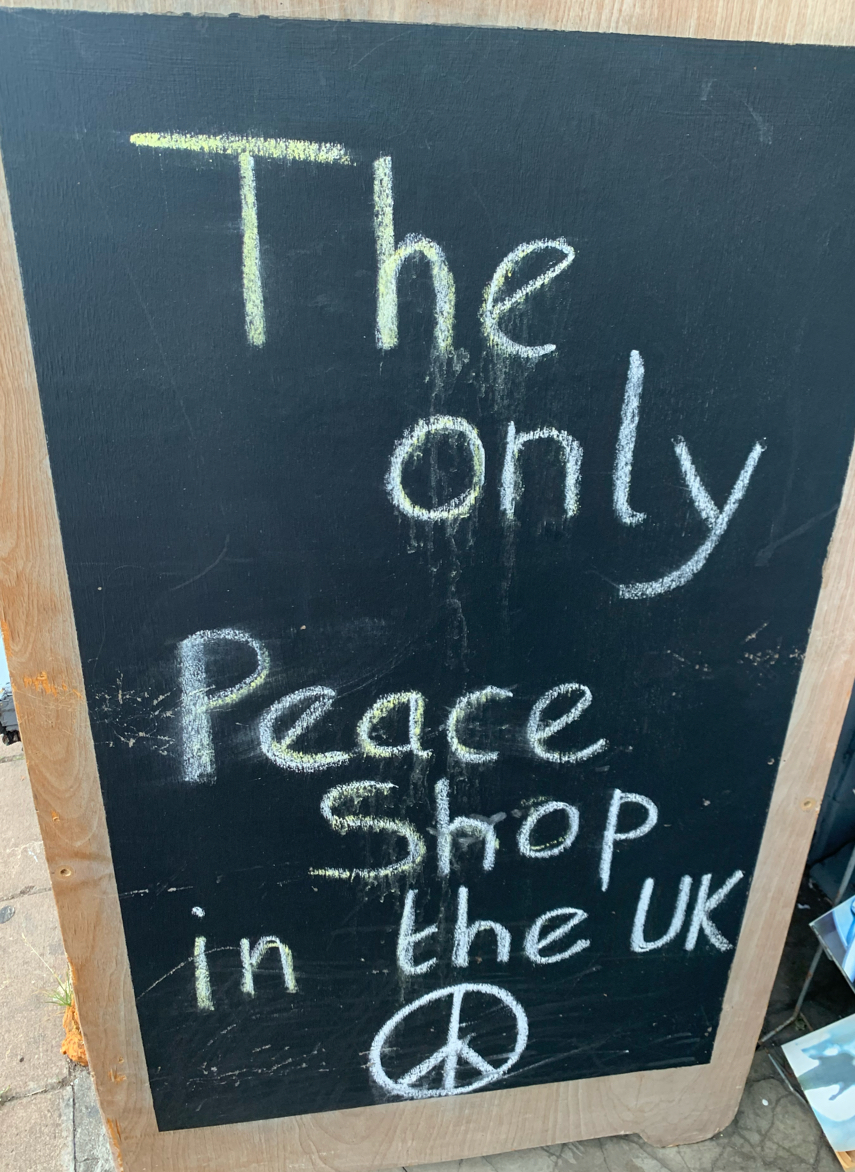 The
only
Peace
Shop
in the UK